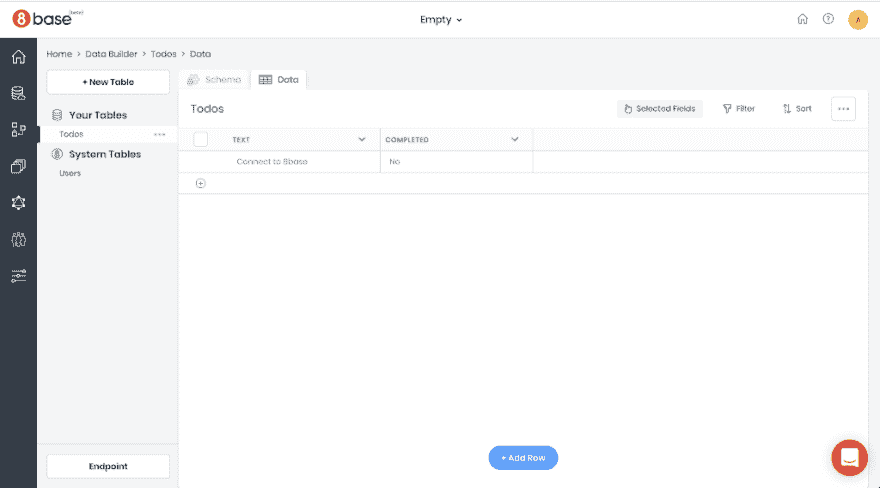 8base
Empty
A
Home > Data Builder > Todos > Data
+ New Table
Schema
Data
Your Tables
Todos
System Tables
Users
Todos
Selected Fields
Filter
Sort
TEXT
COMPLETED
Connect to 8base
No
Endpoint
+ Add Row